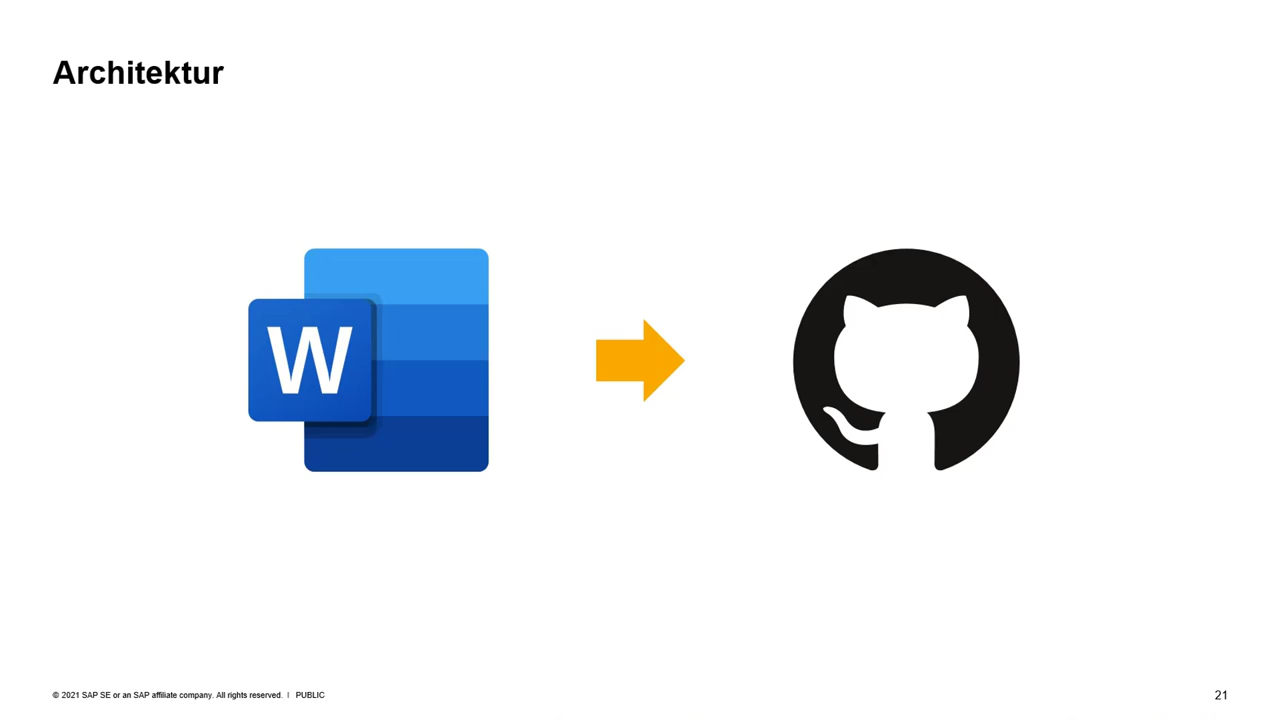 Architektur
W
© 2021 SAP SE or an SAP affiliate company. All rights reserved. I PUBLIC
21